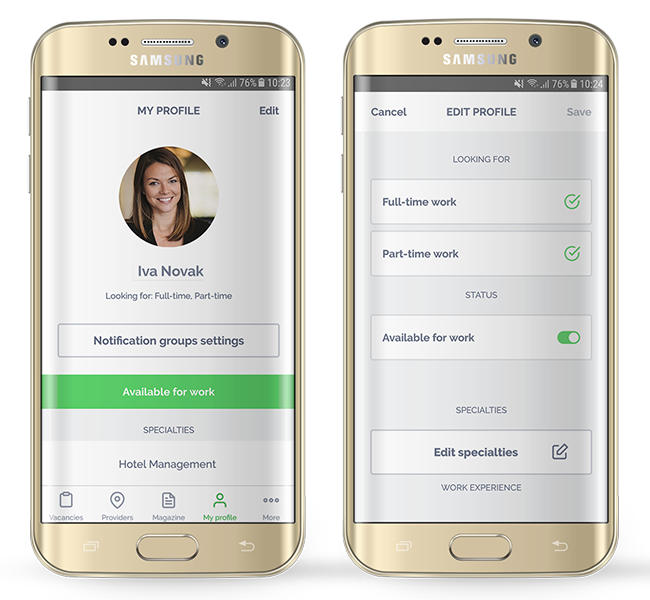 SAMSUNG
76% 10:23
MY PROFILE
Edit
Iva Novak
Looking for: Full-time, Part-time
Notification groups settings
Available for work
SPECIALTIES
Hotel Management
Vacancies
Providers
Magazine
My profile
More
SAMSUNG
76% 10:24
Cancel
EDIT PROFILE
Save
LOOKING FOR
Full-time work
Part-time work
STATUS
Available for work
SPECIALTIES
Edit specialties
WORK EXPERIENCE